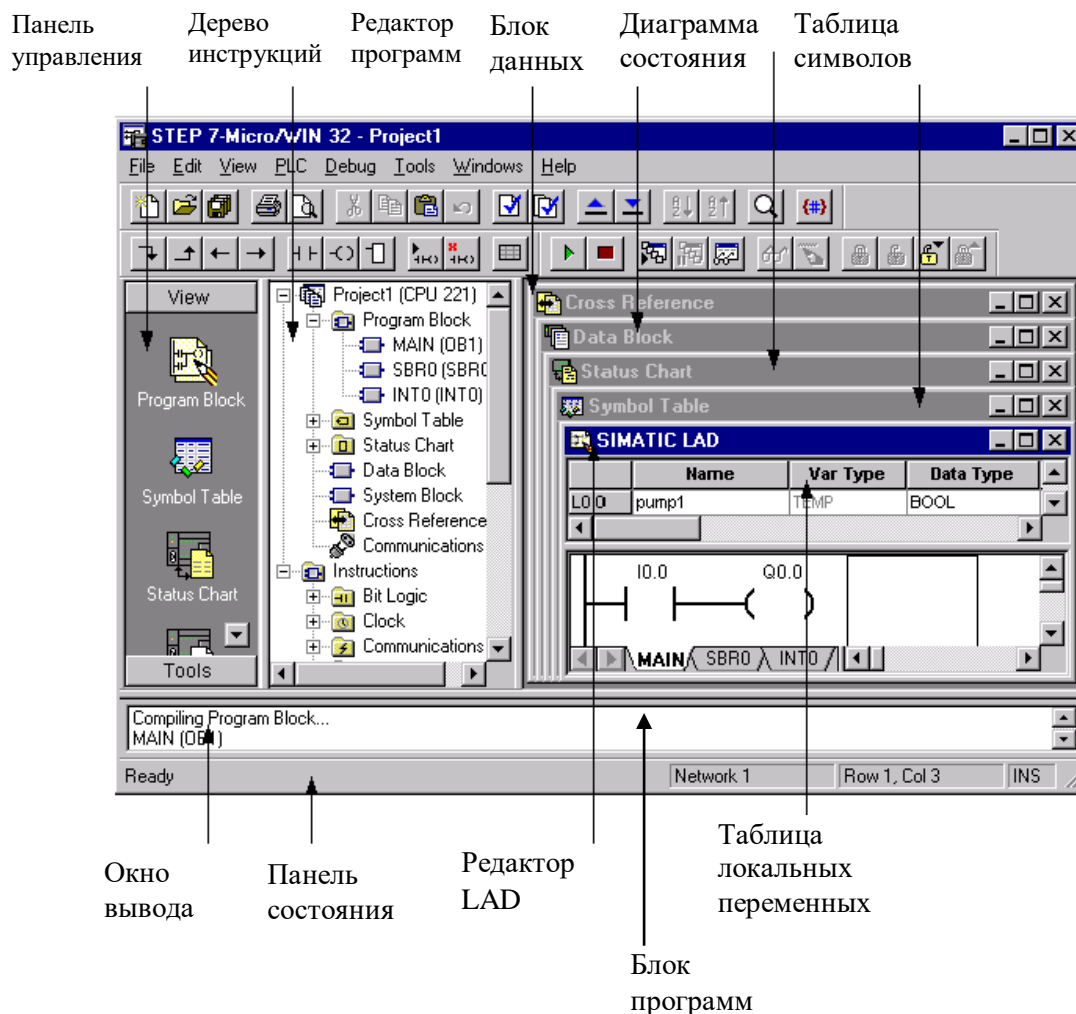 Панель
управления
Дерево
инструкций
Редактор
программ
Блок
данных
Диаграмма
состояния
Таблица
символов
STEP 7-Micro/WIN 32 - Project1
File Edit View PLC Debug Tools Windows Help
View
Program Block
Symbol Table
Status Chart
Tools
Project1 (CPU 221)
Program Block
MAIN (OB1)
SBR0 (SBR0
INT0 (INT0)
Symbol Table
Status Chart
Data Block
System Block
Cross Reference
Communications
Instructions
Bit Logic
Clock
Communications
Cross Reference
Data Block
Status Chart
Symbol Table
SIMATIC LAD
Name Var Type Data Type
L0.0 pump1 TEMP BOOL
I0.0 Q0.0
MAIN SBR0 INT0
Compiling Program Block...
MAIN (OB1)
Ready Network 1 Row 1, Col 3 INS
Окно
вывода
Панель
состояния
Редактор
LAD
Таблица
локальных
переменных
Блок
программ